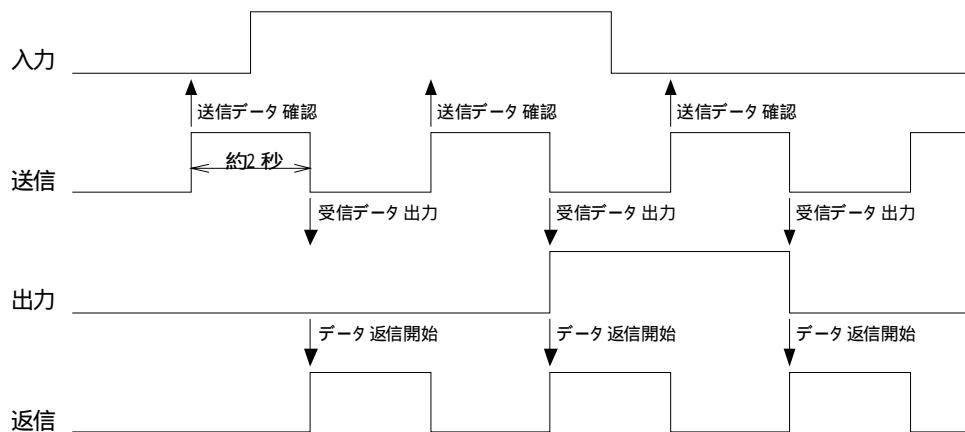 入力
送信データ確認 送信データ確認 送信データ確認
約2秒
送信
受信データ出力 受信データ出力 受信データ出力
出力
データ返信開始 データ返信開始 データ返信開始
返信